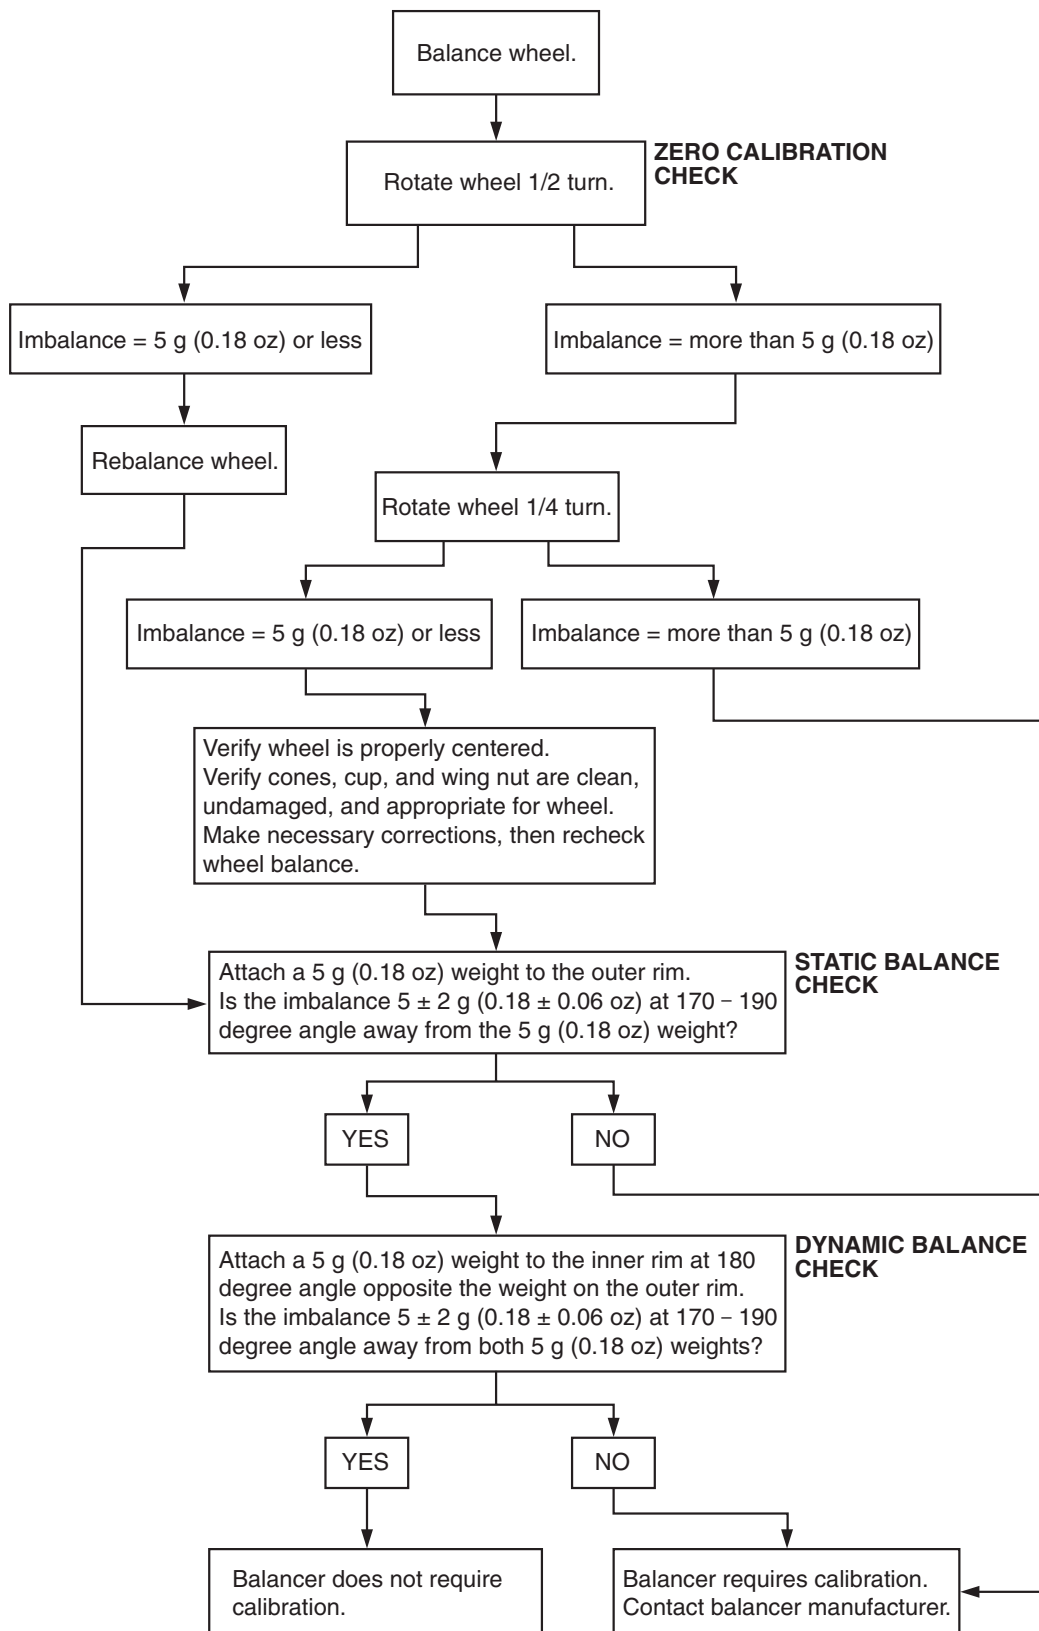 Balance wheel.
ZERO CALIBRATION
CHECK
Rotate wheel 1/2 turn.
Imbalance = 5 g (0.18 oz) or less
Imbalance = more than 5 g (0.18 oz)
Rebalance wheel.
Rotate wheel 1/4 turn.
Imbalance = 5 g (0.18 oz) or less
Imbalance = more than 5 g (0.18 oz)
Verify wheel is properly centered.
Verify cones, cup, and wing nut are clean,
undamaged, and appropriate for wheel.
Make necessary corrections, then recheck
wheel balance.
STATIC BALANCE
CHECK
Attach a 5 g (0.18 oz) weight to the outer rim.
Is the imbalance 5 ± 2 g (0.18 ± 0.06 oz) at 170 – 190
degree angle away from the 5 g (0.18 oz) weight?
YES
NO
DYNAMIC BALANCE
CHECK
Attach a 5 g (0.18 oz) weight to the inner rim at 180
degree angle opposite the weight on the outer rim.
Is the imbalance 5 ± 2 g (0.18 ± 0.06 oz) at 170 – 190
degree angle away from both 5 g (0.18 oz) weights?
YES
NO
Balancer does not require
calibration.
Balancer requires calibration.
Contact balancer manufacturer.